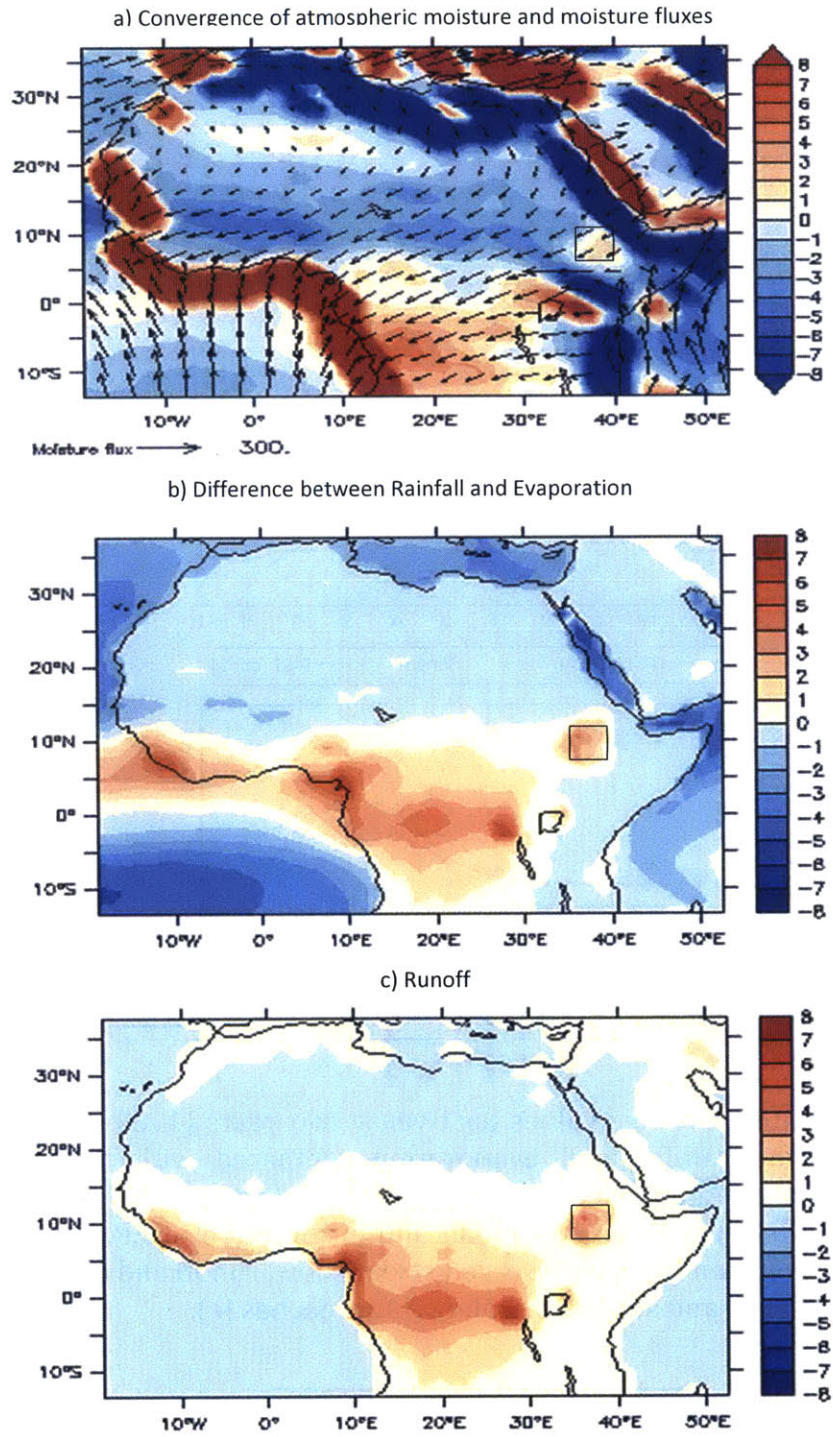 a) Convergence of atmospheric moisture and moisture fluxes
30°N
20°N
10°N
0°
10°S
10°W 0° 10°E 20°E 30°E 40°E 50°E
8
7
6
5
4
3
2
1
0
-1
-2
-3
-4
-5
-6
-7
-8
Moisture flux 300.
b) Difference between Rainfall and Evaporation
30°N
20°N
10°N
0°
10°S
10°W 0° 10°E 20°E 30°E 40°E 50°E
8
7
6
5
4
3
2
1
0
-1
-2
-3
-4
-5
-6
-7
-8
c) Runoff
30°N
20°N
10°N
0°
10°S
10°W 0° 10°E 20°E 30°E 40°E 50°E
8
7
6
5
4
3
2
1
0
-1
-2
-3
-4
-5
-6
-7
-8